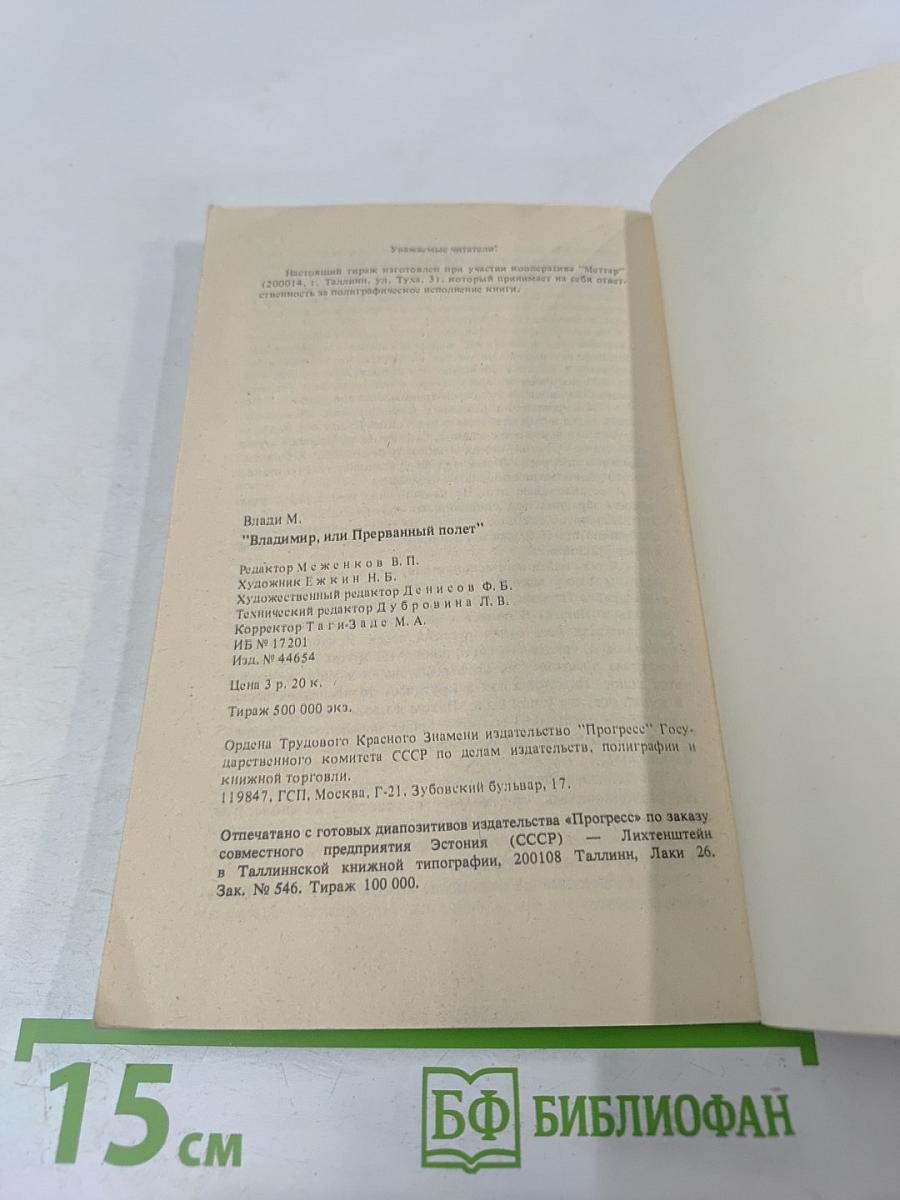 Уважаемые читатели!
Настоящий тираж изготовлен при участии кооператива "Меттар"
(200014, г. Таллинн, ул. Туха, 3), который принимает на себя ответ-
ственность за полиграфическое исполнение книги.
Влади М.
"Владимир, или Прерванный полет"
Редактор Меженков В. П.
Художник Ежкин Н. Б.
Художественный редактор Денисов Ф. Б.
Технический редактор Дубровина Л. В.
Корректор Таги-Заде М. А.
ИБ № 17201
Изд. № 44654
Цена 3 р. 20 к.
Тираж 500 000 экз.
Ордена Трудового Красного Знамени издательство "Прогресс" Госу-
дарственного комитета СССР по делам издательств, полиграфии и
книжной торговли.
119847, ГСП, Москва, Г-21, Зубовский бульвар, 17.
Отпечатано с готовых диапозитивов издательства «Прогресс» по заказу
совместного предприятия Эстония (СССР) — Лихтенштейн
в Таллиннской книжной типографии, 200108 Таллинн, Лаки 26.
Зак. № 546. Тираж 100 000.
15 см
БФ БИБЛИОФАН